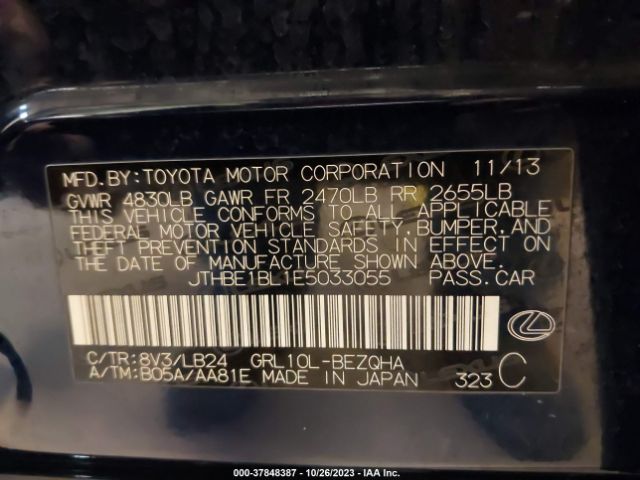 MFD.BY:TOYOTA MOTOR CORPORATION 11/13
GVWR 4830LB GAWR FR 2470LB RR 2655LB
THIS VEHICLE CONFORMS TO ALL APPLICABLE
FEDERAL MOTOR VEHICLE SAFETY,BUMPER,AND
THEFT PREVENTION STANDARDS IN EFFECT ON
THE DATE OF MANUFACTURE SHOWN ABOVE.
JTHBE1BL1E5033055 PASS.CAR
C/TR:8V3/LB24 GRL10L-BEZQHA
A/TM:B05A/AA81E MADE IN JAPAN 323 C
000-37848387 - 10/26/2023 - IAA Inc.